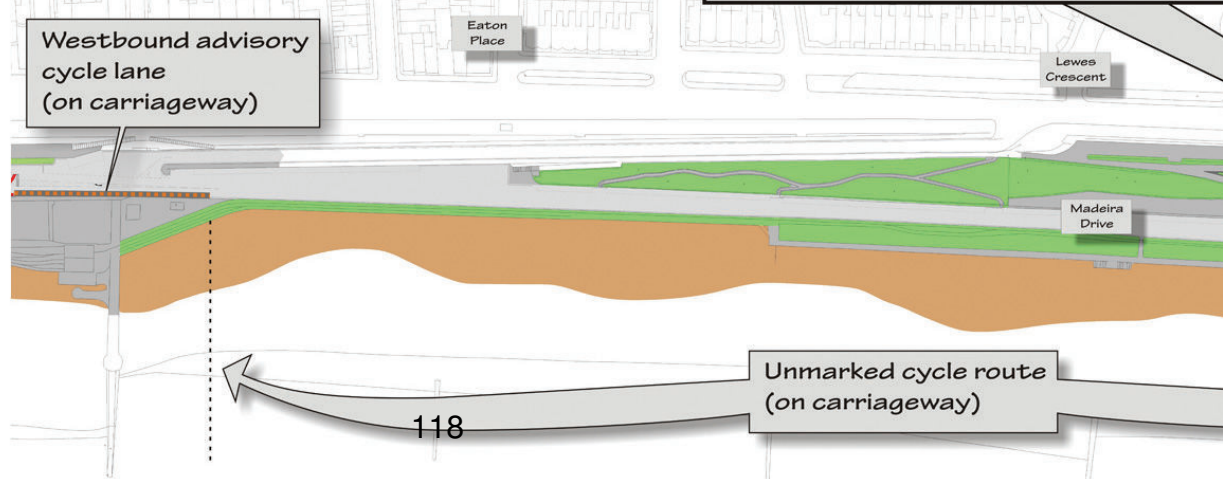 Westbound advisory
cycle lane
(on carriageway)
Eaton
Place
Lewes
Crescent
Madeira
Drive
Unmarked cycle route
(on carriageway)
118